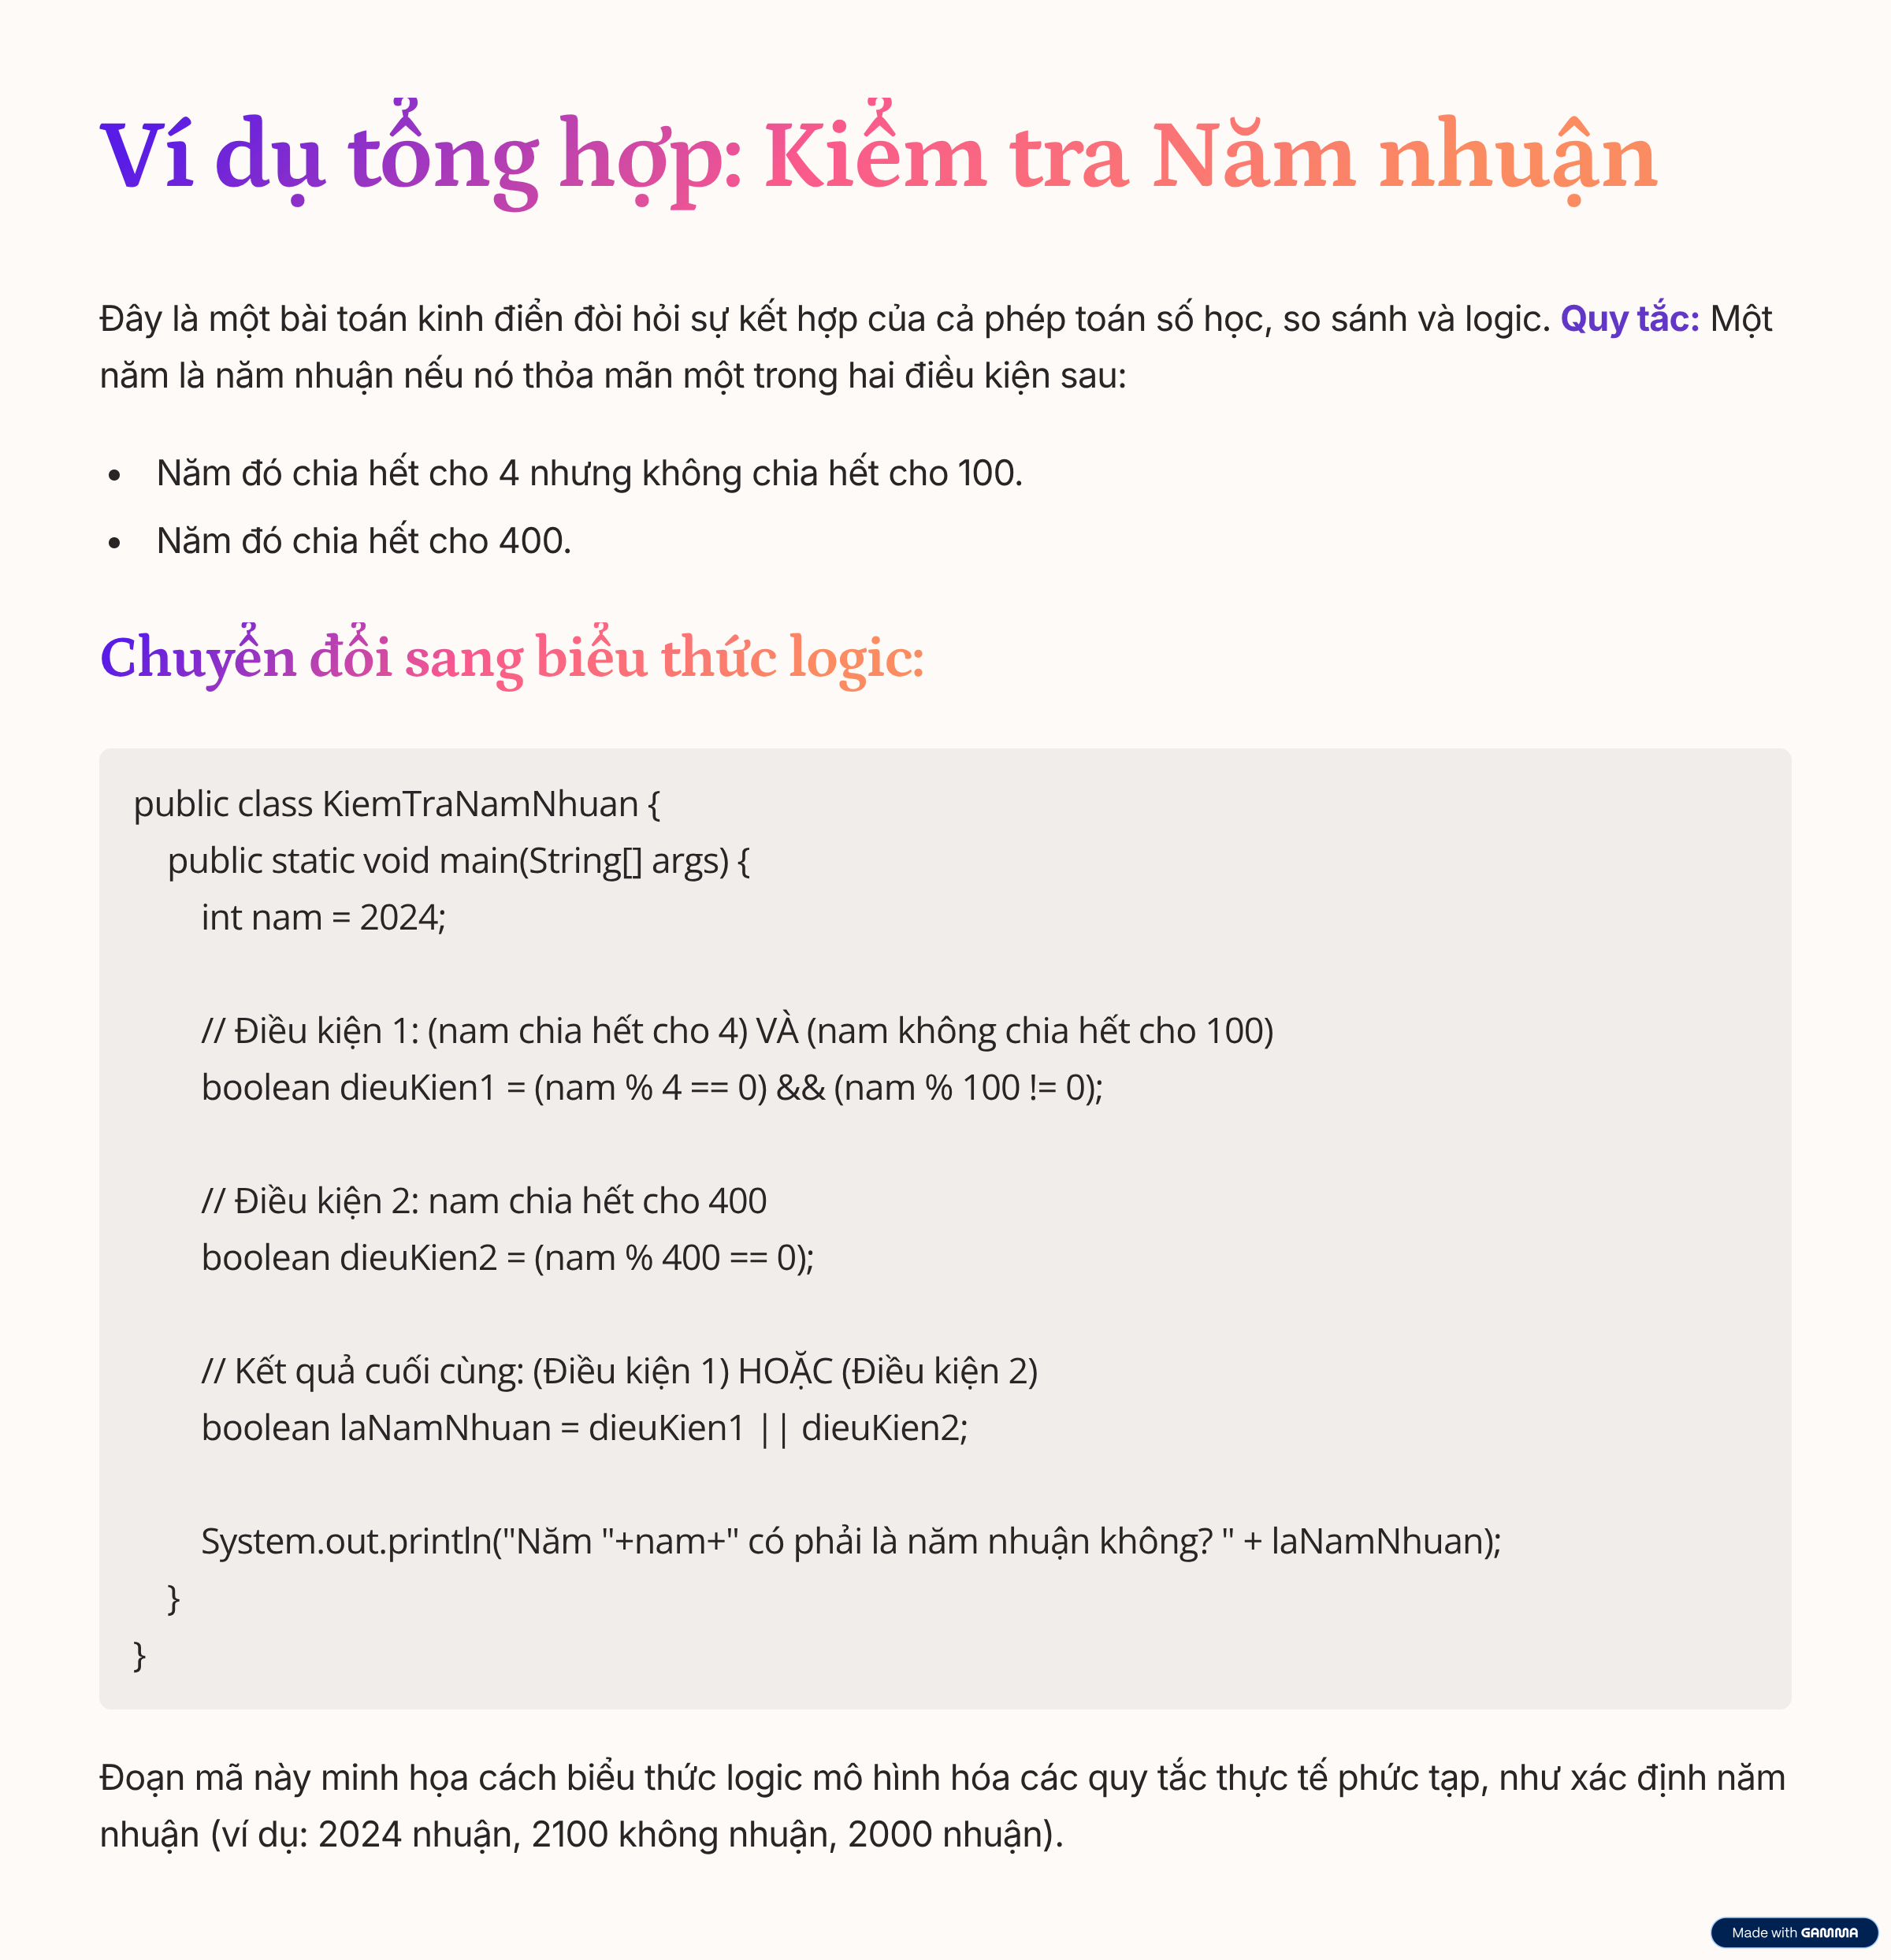 Ví dụ tổng hợp: Kiểm tra Năm nhuận
Đây là một bài toán kinh điển đòi hỏi sự kết hợp của cả phép toán số học, so sánh và logic. Quy tắc: Một
năm là năm nhuận nếu nó thỏa mãn một trong hai điều kiện sau:
• Năm đó chia hết cho 4 nhưng không chia hết cho 100.
• Năm đó chia hết cho 400.
Chuyển đổi sang biểu thức logic:
public class KiemTraNamNhuan {
    public static void main(String[] args) {
        int nam = 2024;
        // Điều kiện 1: (nam chia hết cho 4) VÀ (nam không chia hết cho 100)
        boolean dieuKien1 = (nam % 4 == 0) && (nam % 100 != 0);
        // Điều kiện 2: nam chia hết cho 400
        boolean dieuKien2 = (nam % 400 == 0);
        // Kết quả cuối cùng: (Điều kiện 1) HOẶC (Điều kiện 2)
        boolean laNamNhuan = dieuKien1 || dieuKien2;
        System.out.println("Năm "+nam+" có phải là năm nhuận không? " + laNamNhuan);
    }
}
Đoạn mã này minh họa cách biểu thức logic mô hình hóa các quy tắc thực tế phức tạp, như xác định năm
nhuận (ví dụ: 2024 nhuận, 2100 không nhuận, 2000 nhuận).
Made with GAMMA